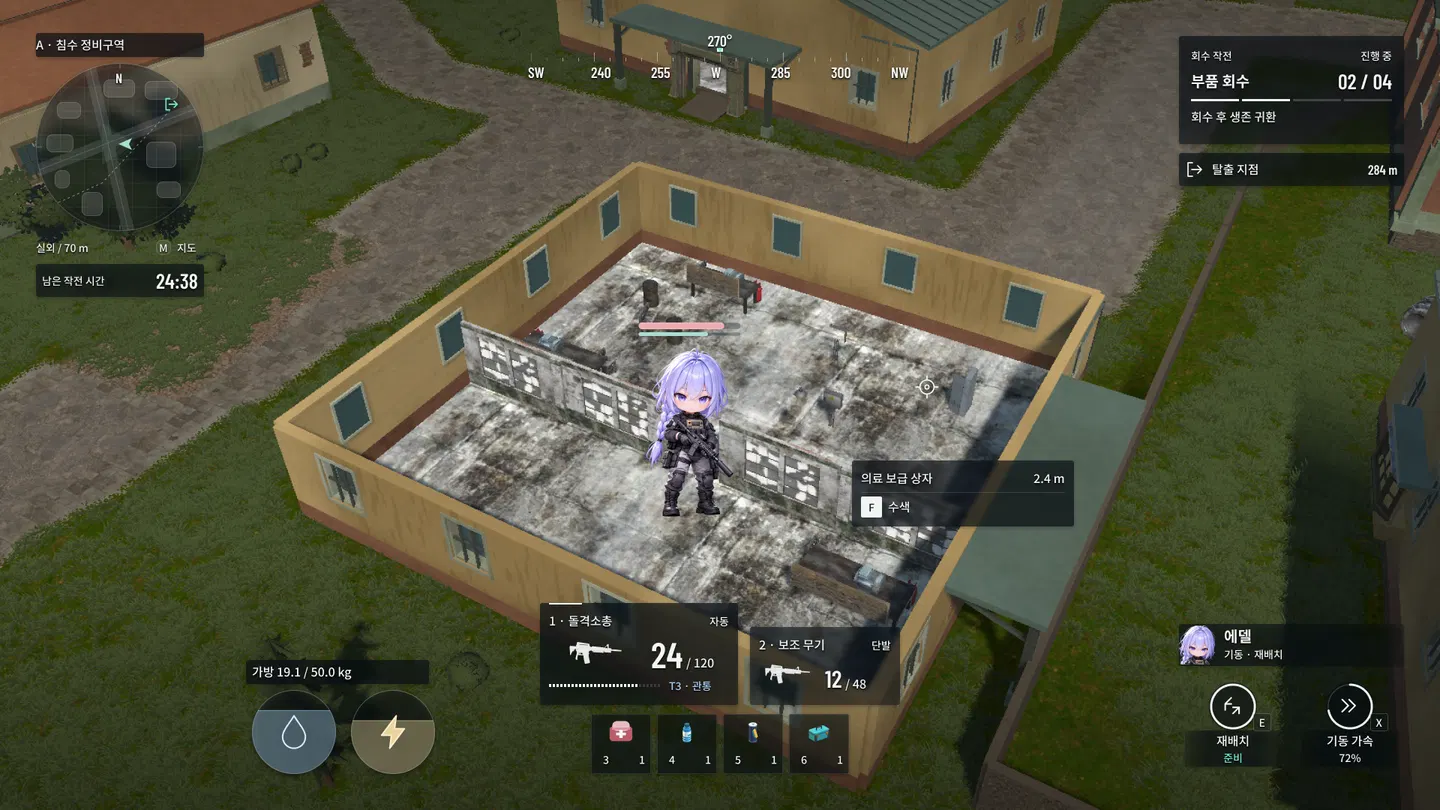 A · 침수 정비구역
N
실외 / 70 m
M 지도
남은 작전 시간 24:38
270°
SW 240 255 W 285 300 NW
회수 작전 진행 중
부품 회수 02 / 04
회수 후 생존 귀환
탈출 지점 284 m
의료 보급 상자 2.4 m
F 수색
가방 19.1 / 50.0 kg
1 · 돌격소총 자동
24 / 120
T3 · 관통
2 · 보조 무기 단발
12 / 48
3 1 4 1 5 1 6 1
에델
기동 · 재배치
E X
재배치 기동 가속
준비 72%